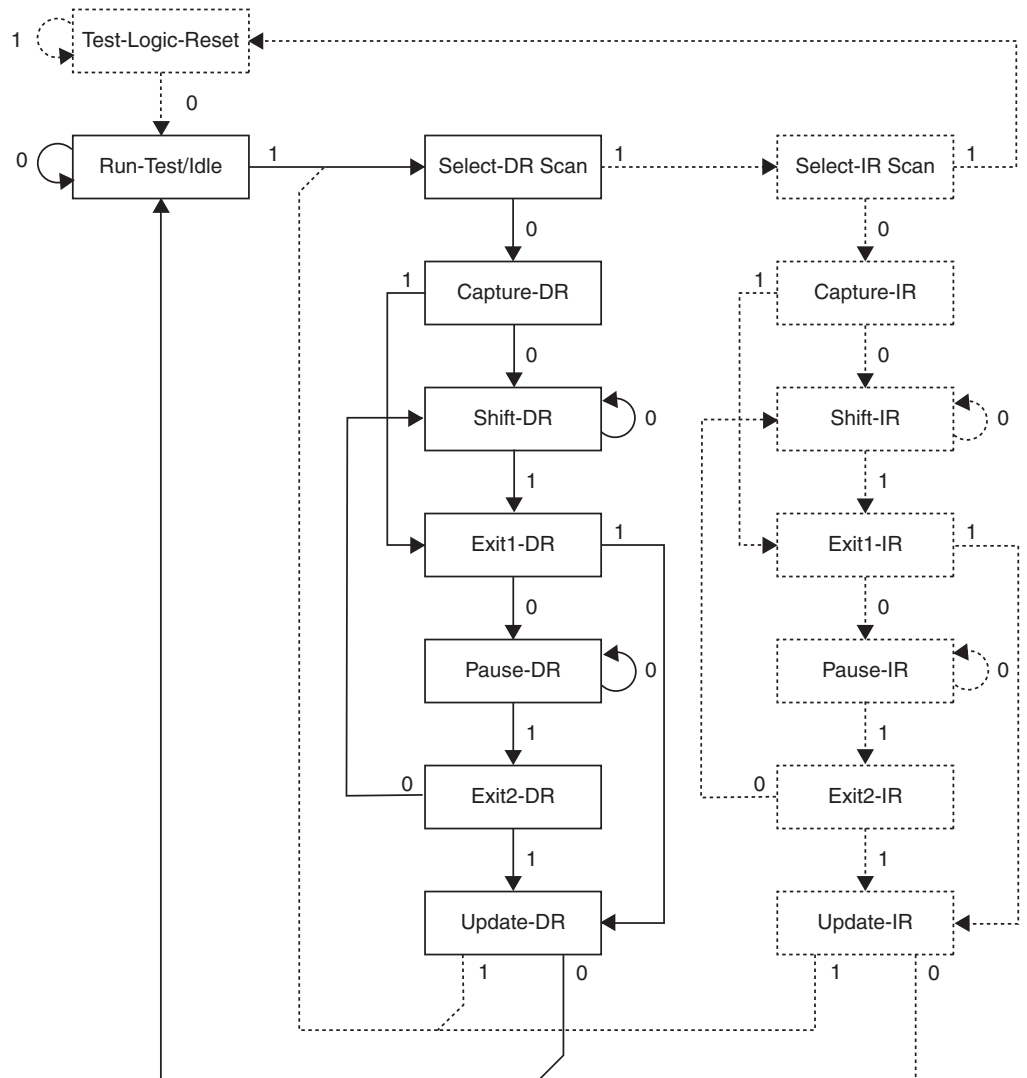 1 Test-Logic-Reset
0
0 Run-Test/Idle 1 Select-DR Scan 1 Select-IR Scan 1
0 0
1 Capture-DR 1 Capture-IR
0 0
Shift-DR 0 Shift-IR 0
1 1
Exit1-DR 1 Exit1-IR 1
0 0
Pause-DR 0 Pause-IR 0
1 1
0 Exit2-DR 0 Exit2-IR
1 1
Update-DR Update-IR
1 0 1 0